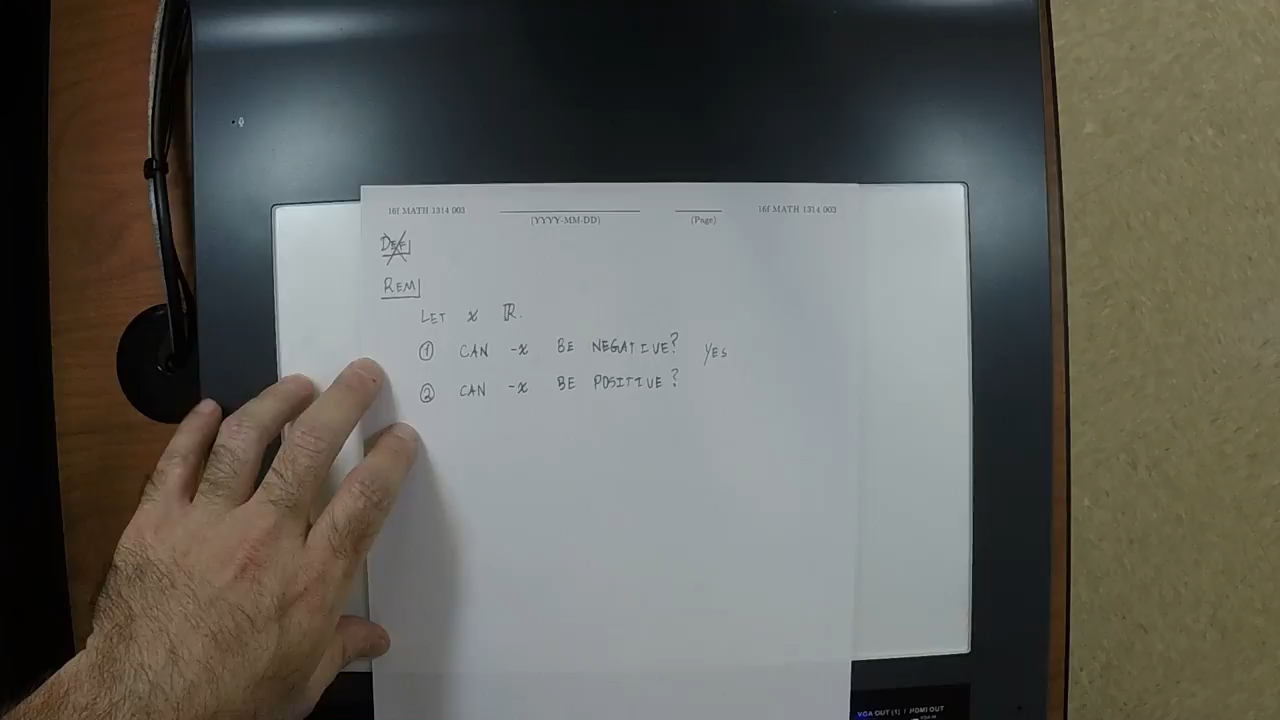 16f MATH 1314 003 (YYYY-MM-DD) (Page) 16f MATH 1314 003
DEF
REM
LET x ℝ.
① CAN -x BE NEGATIVE? YES
② CAN -x BE POSITIVE?
VGA OUT (1) / HDMI OUT